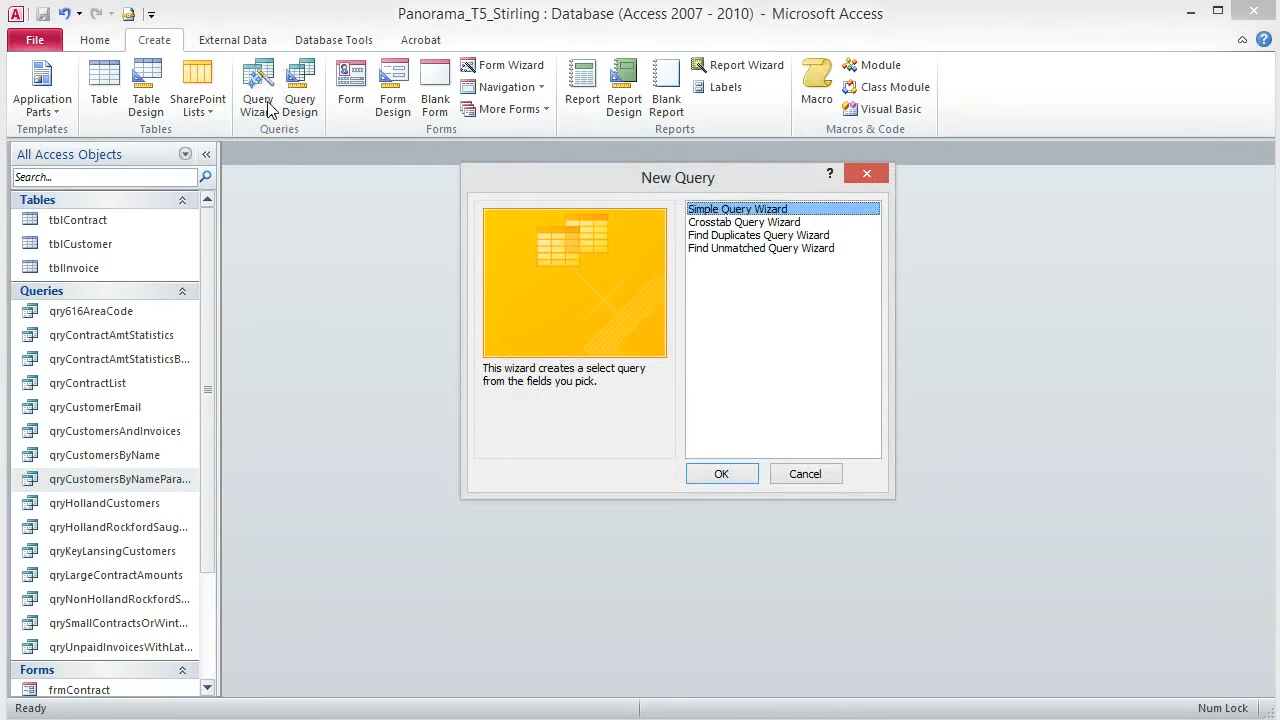 Panorama_T5_Stirling : Database (Access 2007 - 2010) - Microsoft Access
File Home Create External Data Database Tools Acrobat
Application Parts
Templates
Table
Table Design
SharePoint Lists
Tables
Query Wizard
Query Design
Queries
Form
Form Design
Blank Form
Form Wizard
Navigation
More Forms
Forms
Report
Report Design
Blank Report
Report Wizard
Labels
Reports
Macro
Module
Class Module
Visual Basic
Macros & Code
All Access Objects
Search...
Tables
tblContract
tblCustomer
tblInvoice
Queries
qry616AreaCode
qryContractAmtStatistics
qryContractAmtStatisticsB...
qryContractList
qryCustomerEmail
qryCustomersAndInvoices
qryCustomersByName
qryCustomersByNamePara...
qryHollandCustomers
qryHollandRockfordSaug...
qryKeyLansingCustomers
qryLargeContractAmounts
qryNonHollandRockfordS...
qrySmallContractsOrWint...
qryUnpaidInvoicesWithLat...
Forms
frmContract
New Query
Simple Query Wizard
Crosstab Query Wizard
Find Duplicates Query Wizard
Find Unmatched Query Wizard
This wizard creates a select query
from the fields you pick.
OK Cancel
Ready Num Lock